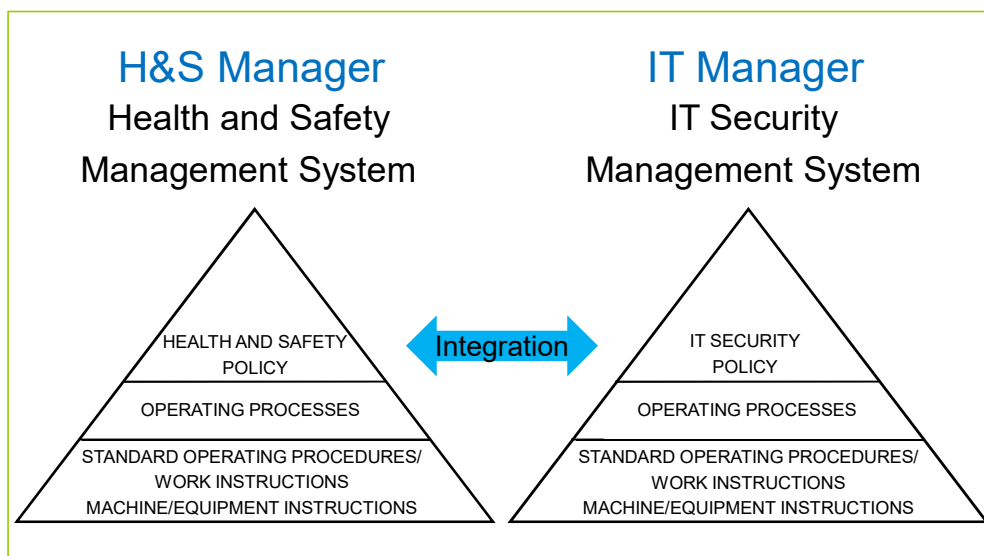 H&S Manager
Health and Safety
Management System
HEALTH AND SAFETY
POLICY
OPERATING PROCESSES
STANDARD OPERATING PROCEDURES/
WORK INSTRUCTIONS
MACHINE/EQUIPMENT INSTRUCTIONS
Integration
IT Manager
IT Security
Management System
IT SECURITY
POLICY
OPERATING PROCESSES
STANDARD OPERATING PROCEDURES/
WORK INSTRUCTIONS
MACHINE/EQUIPMENT INSTRUCTIONS